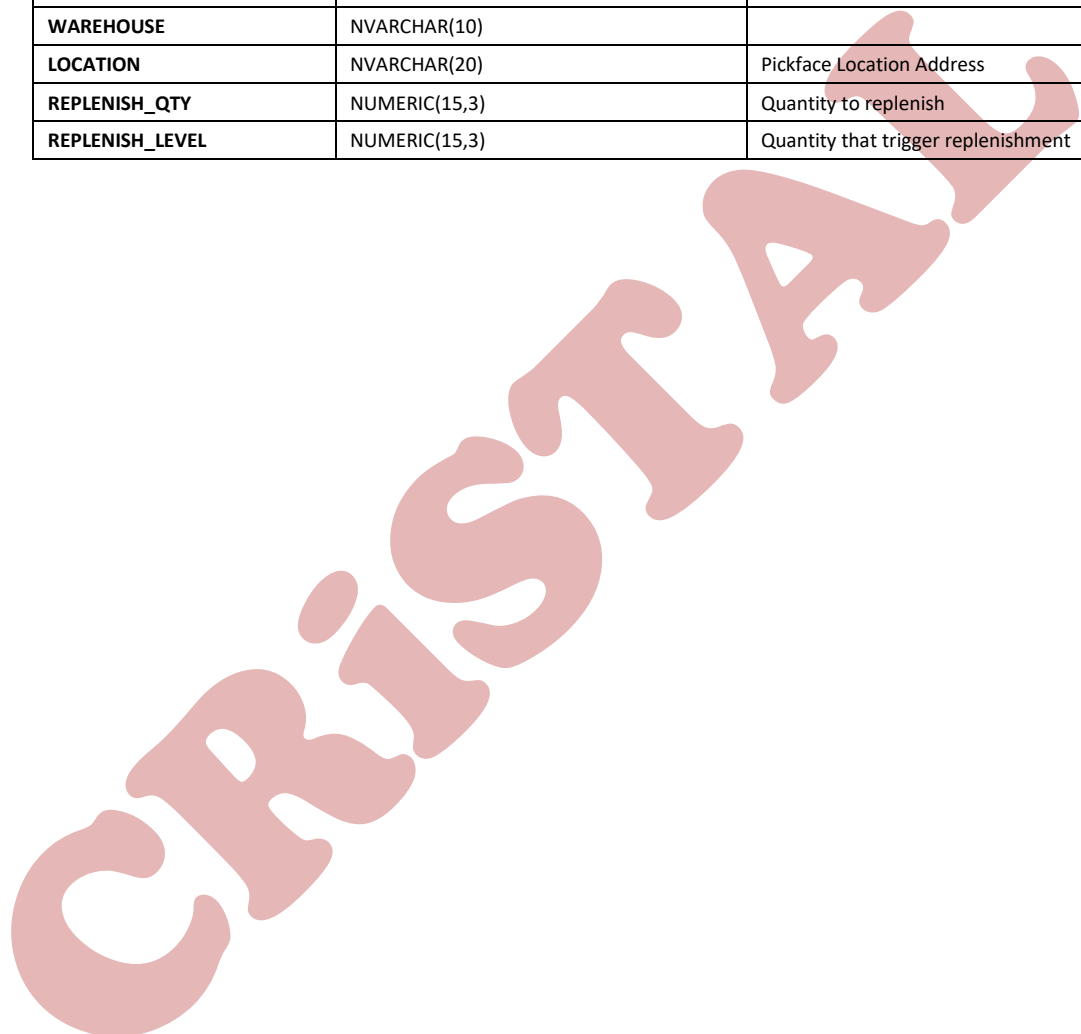 WAREHOUSE NVARCHAR(10)
LOCATION NVARCHAR(20) Pickface Location Address
REPLENISH_QTY NUMERIC(15,3) Quantity to replenish
REPLENISH_LEVEL NUMERIC(15,3) Quantity that trigger replenishment
CRiSTAL